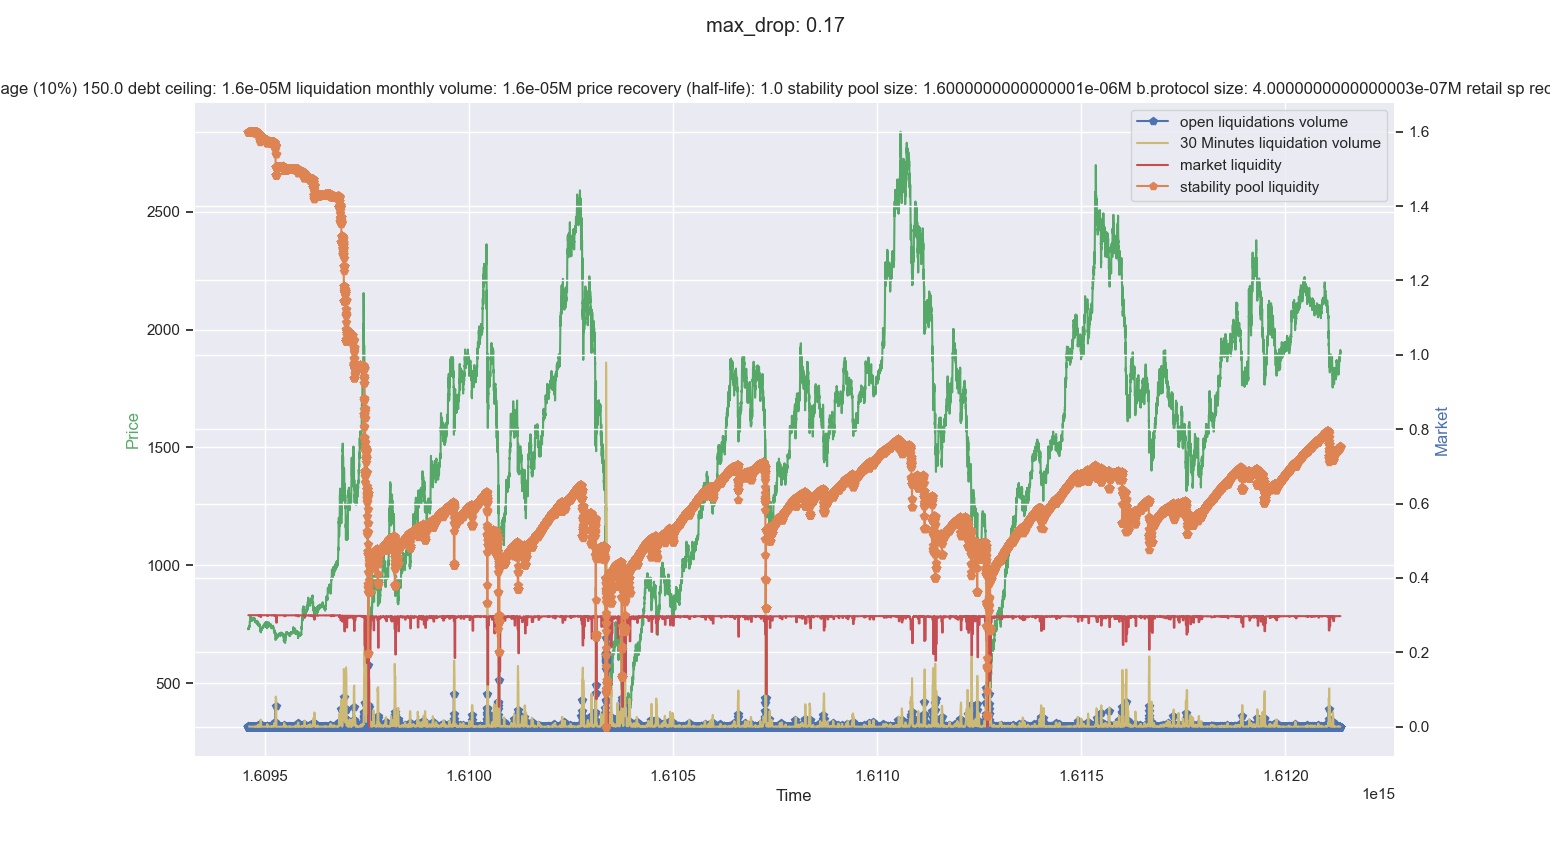 max_drop: 0.17
age (10%) 150.0 debt ceiling: 1.6e-05M liquidation monthly volume: 1.6e-05M price recovery (half-life): 1.0 stability pool size: 1.6000000000000001e-06M b.protocol size: 4.0000000000000003e-07M retail sp rec
open liquidations volume
30 Minutes liquidation volume
market liquidity
stability pool liquidity
Price
2500
2000
1500
1000
500
Market
1.6
1.4
1.2
1.0
0.8
0.6
0.4
0.2
0.0
1.6095
1.6100
1.6105
1.6110
1.6115
1.6120
Time
1e15